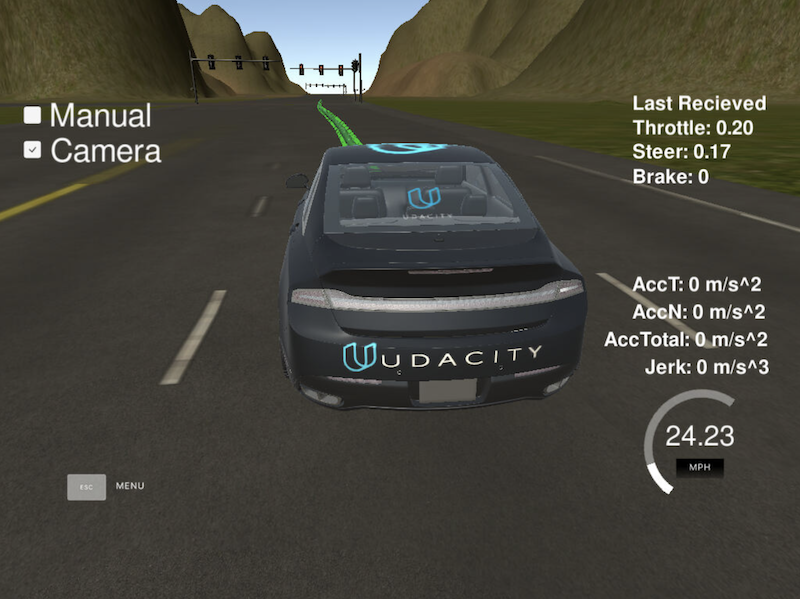 Manual
Camera
Last Recieved
Throttle: 0.20
Steer: 0.17
Brake: 0
UDACITY
AccT: 0 m/s^2
AccN: 0 m/s^2
AccTotal: 0 m/s^2
Jerk: 0 m/s^3
UDACITY
24.23
MPH
ESC
MENU